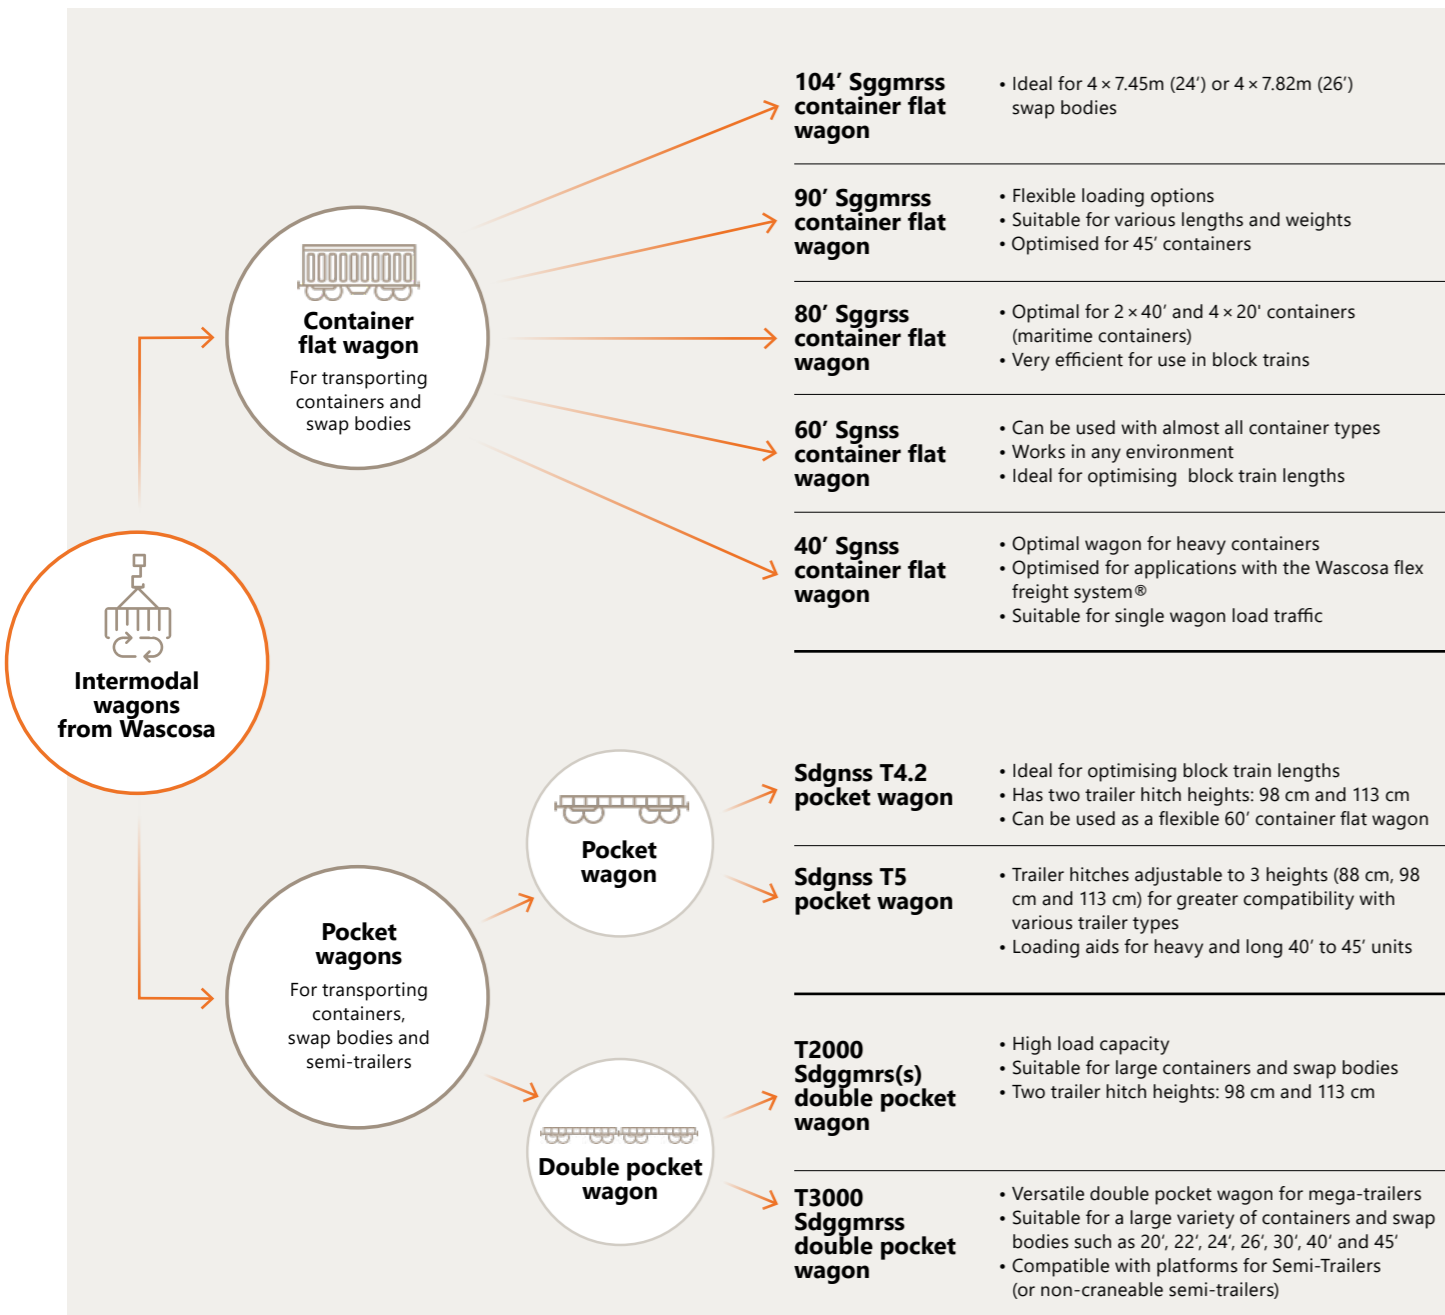 Intermodal
wagons
from Wascosa
Container
flat wagon
For transporting
containers and
swap bodies
104’ Sggmrss
container flat
wagon
• Ideal for 4 × 7.45m (24’) or 4 × 7.82m (26’)
swap bodies
90’ Sggmrss
container flat
wagon
• Flexible loading options
• Suitable for various lengths and weights
• Optimised for 45’ containers
80’ Sggrss
container flat
wagon
• Optimal for 2 × 40’ and 4 × 20' containers
(maritime containers)
• Very efficient for use in block trains
60’ Sgnss
container flat
wagon
• Can be used with almost all container types
• Works in any environment
• Ideal for optimising block train lengths
40’ Sgnss
container flat
wagon
• Optimal wagon for heavy containers
• Optimised for applications with the Wascosa flex
freight system®
• Suitable for single wagon load traffic
Pocket
wagons
For transporting
containers,
swap bodies and
semi-trailers
Pocket
wagon
Sdgnss T4.2
pocket wagon
• Ideal for optimising block train lengths
• Has two trailer hitch heights: 98 cm and 113 cm
• Can be used as a flexible 60’ container flat wagon
Sdgnss T5
pocket wagon
• Trailer hitches adjustable to 3 heights (88 cm, 98
cm and 113 cm) for greater compatibility with
various trailer types
• Loading aids for heavy and long 40’ to 45’ units
Double pocket
wagon
T2000
Sdggmrs(s)
double pocket
wagon
• High load capacity
• Suitable for large containers and swap bodies
• Two trailer hitch heights: 98 cm and 113 cm
T3000
Sdggmrss
double pocket
wagon
• Versatile double pocket wagon for mega-trailers
• Suitable for a large variety of containers and swap
bodies such as 20‘, 22‘, 24‘, 26‘, 30‘, 40‘ and 45‘
• Compatible with platforms for Semi-Trailers
(or non-craneable semi-trailers)